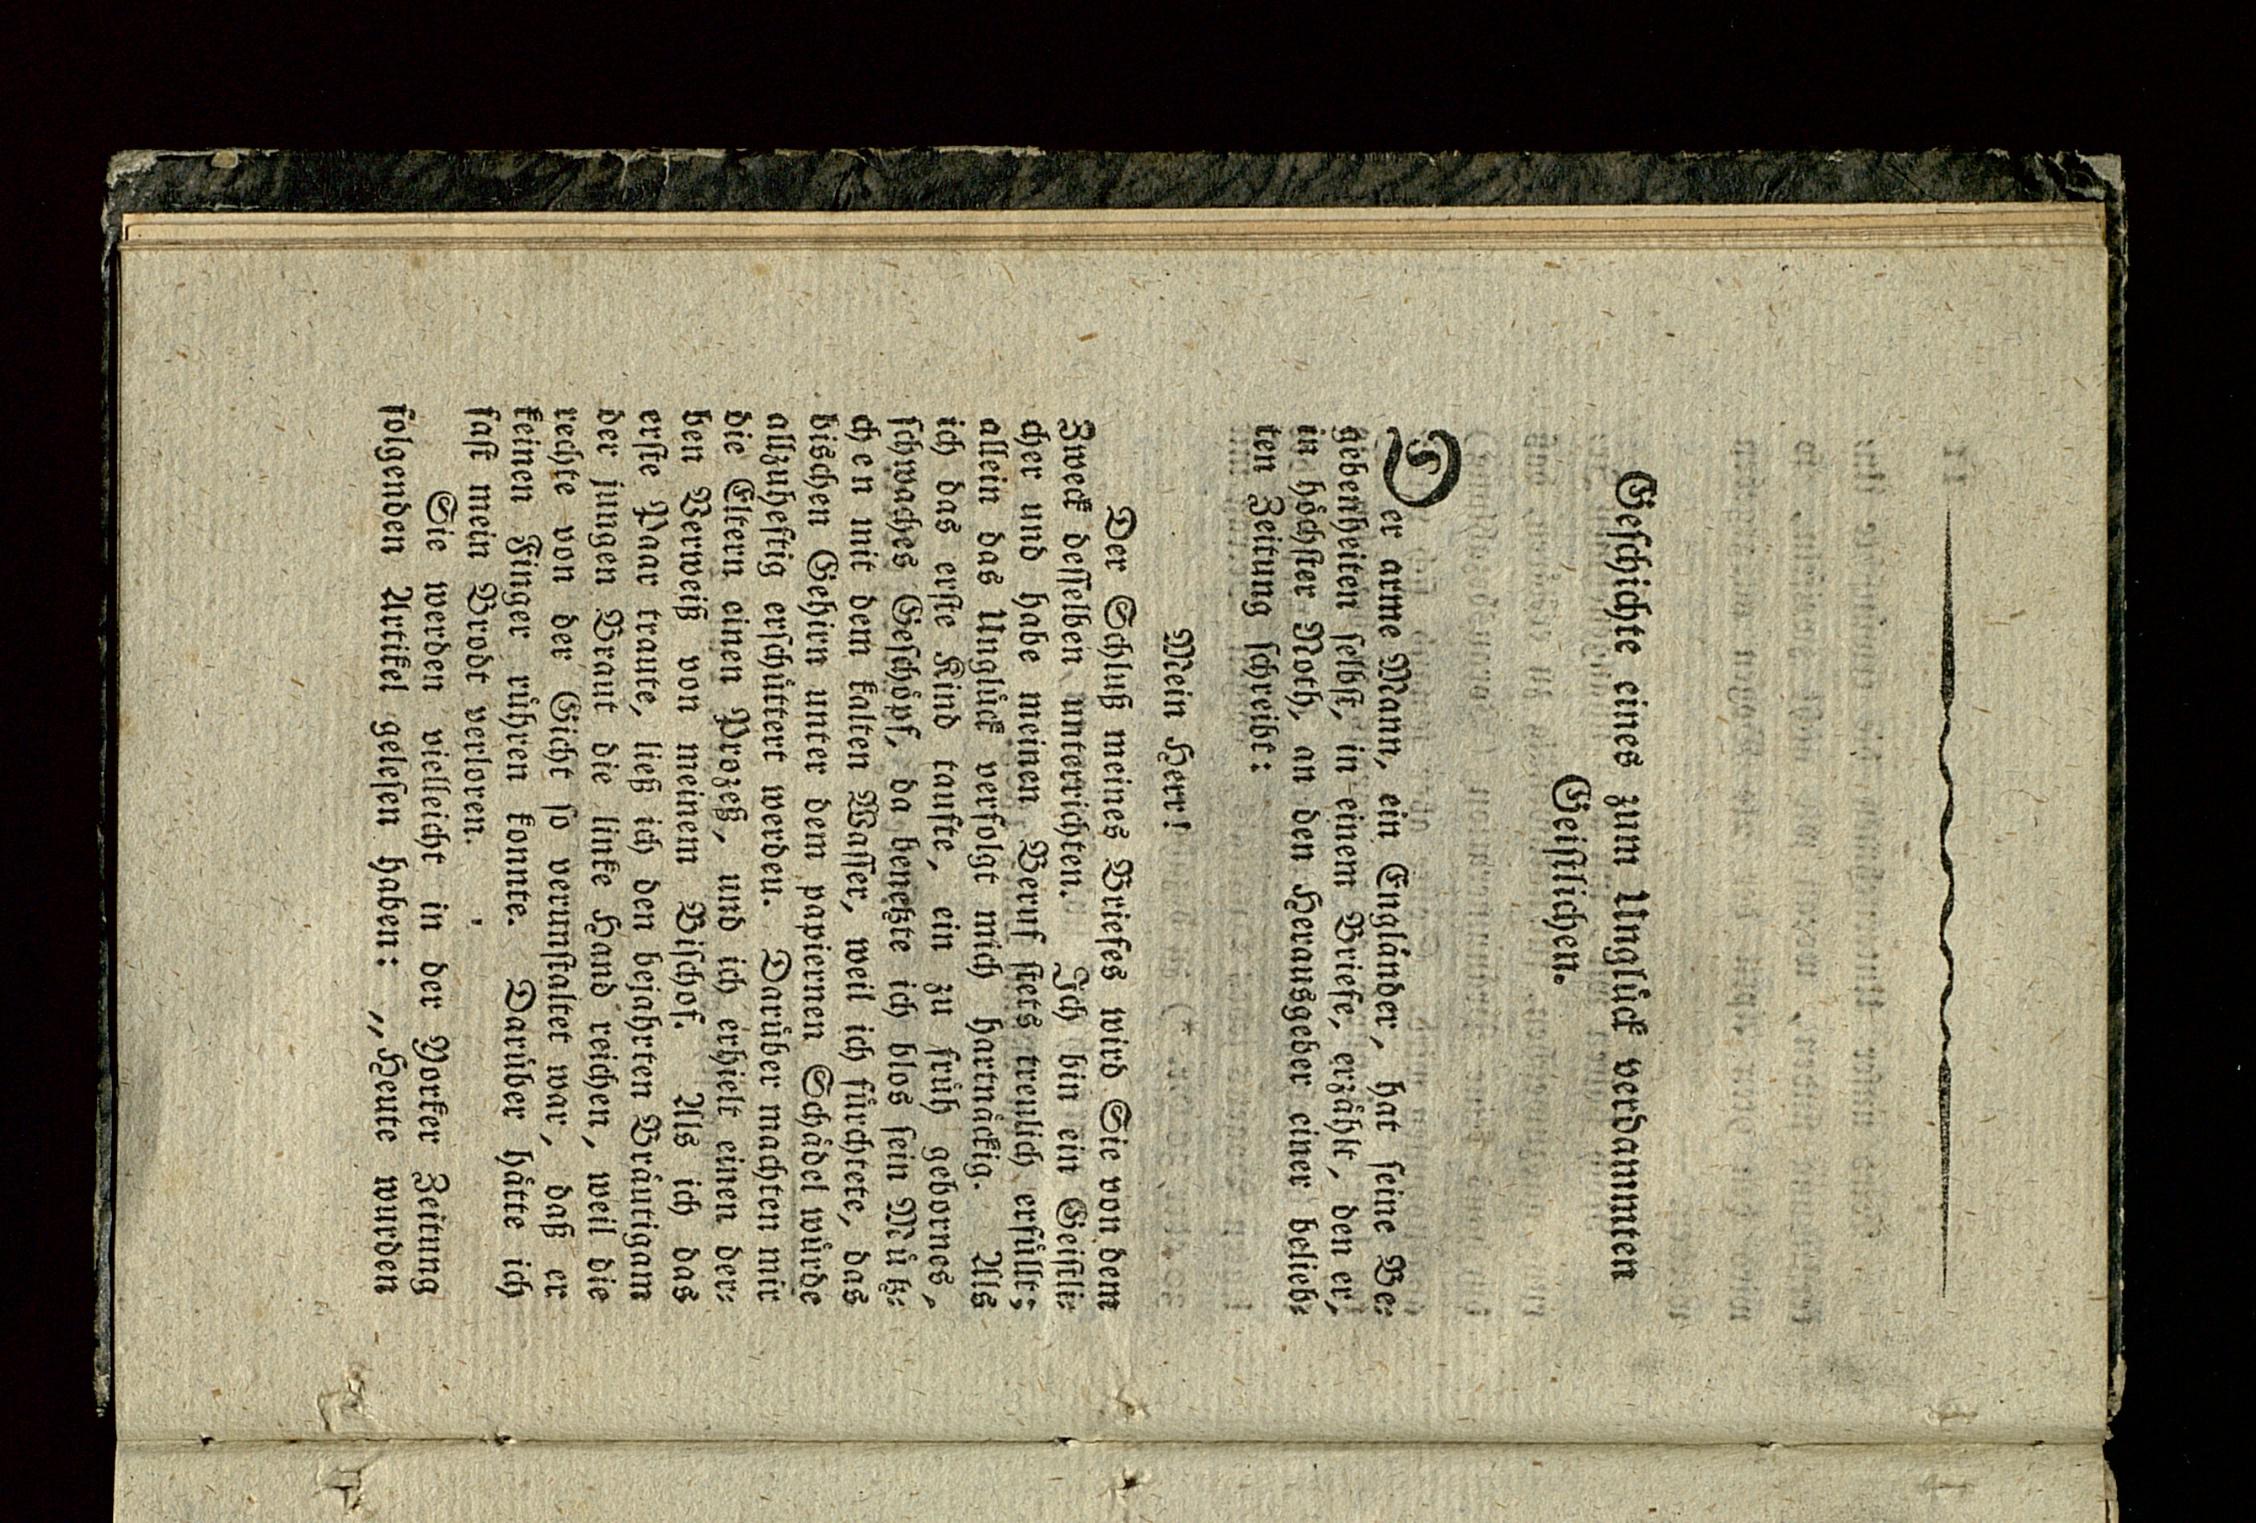 Geschichte eines zum Unglück verdammten
Geistlichen.
Der arme Mann, ein Engländer, hat seine Be-
gebenheiten selbst, in einem Briefe, erzählt, den er,
in höchster Noth, an den Herausgeber einer belieb-
ten Zeitung schreibt:
Mein Herr!
Der Schluß meines Briefes wird Sie von dem
Zweck desselben unterrichten. Ich bin ein Geistli-
cher und habe meinen Beruf stets treulich erfüllt;
allein das Unglück verfolgt mich hartnäckig. Als
ich das erste Kind taufte, ein zu früh gebornes,
schwaches Geschöpf, da benetzte ich blos sein Mütz-
chen mit dem kalten Wasser, weil ich fürchtete, das
bischen Gehirn unter dem papiernen Schädel würde
allzuheftig erschüttert werden. Darüber machten mir
die Eltern einen Prozeß, und ich erhielt einen der-
ben Verweiß von meinem Bischof. Als ich das
erste Paar traute, ließ ich den bejahrten Bräutigam
der jungen Braut die linke Hand reichen, weil die
rechte von der Gicht so verunstaltet war, daß er
keinen Finger rühren konnte. Darüber hätte ich
fast mein Brodt verloren.
Sie werden vielleicht in der Yorker Zeitung
folgenden Artikel gelesen haben: „Heute wurden